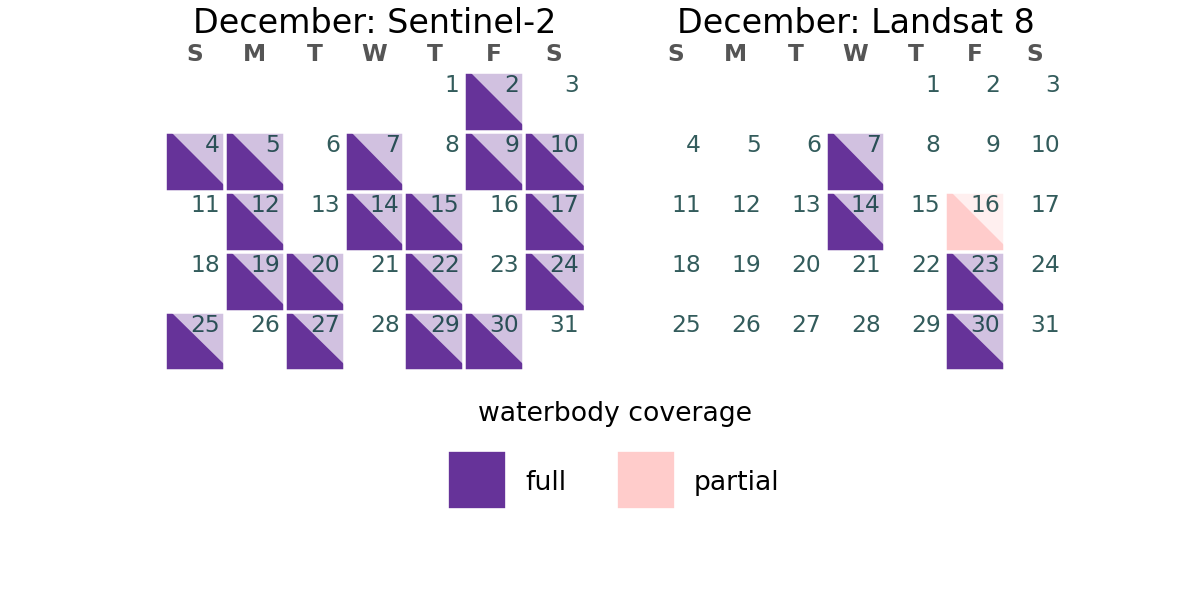 December: Sentinel-2
S M T W T F S
1 2 3
4 5 6 7 8 9 10
11 12 13 14 15 16 17
18 19 20 21 22 23 24
25 26 27 28 29 30 31
December: Landsat 8
S M T W T F S
1 2 3
4 5 6 7 8 9 10
11 12 13 14 15 16 17
18 19 20 21 22 23 24
25 26 27 28 29 30 31
waterbody coverage
full partial